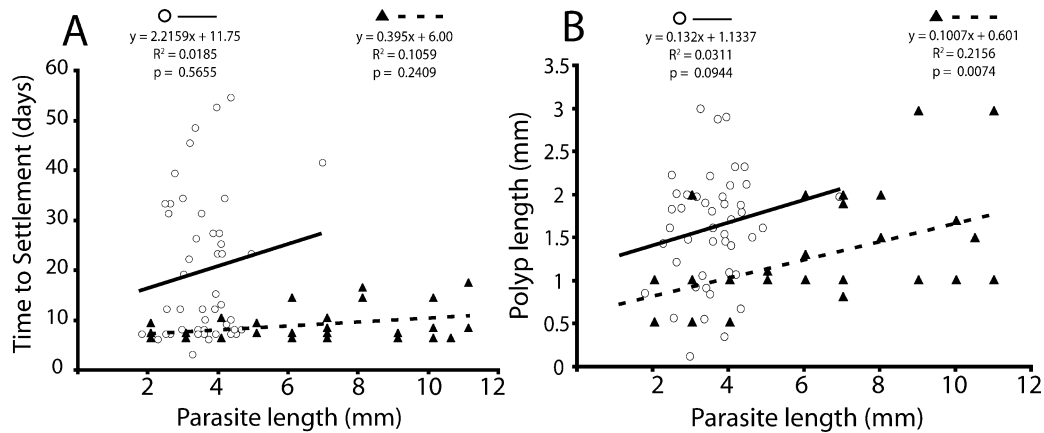 A
y = 2.2159x + 11.75
R² = 0.0185
p = 0.5655
y = 0.395x + 6.00
R² = 0.1059
p = 0.2409
60
50
40
30
20
10
0
Time to Settlement (days)
2 4 6 8 10 12
Parasite length (mm)
B
y = 0.132x + 1.1337
R² = 0.0311
p = 0.0944
y = 0.1007x + 0.601
R² = 0.2156
p = 0.0074
3.5
3
2.5
2
1.5
1
0.5
0
Polyp length (mm)
2 4 6 8 10 12
Parasite length (mm)